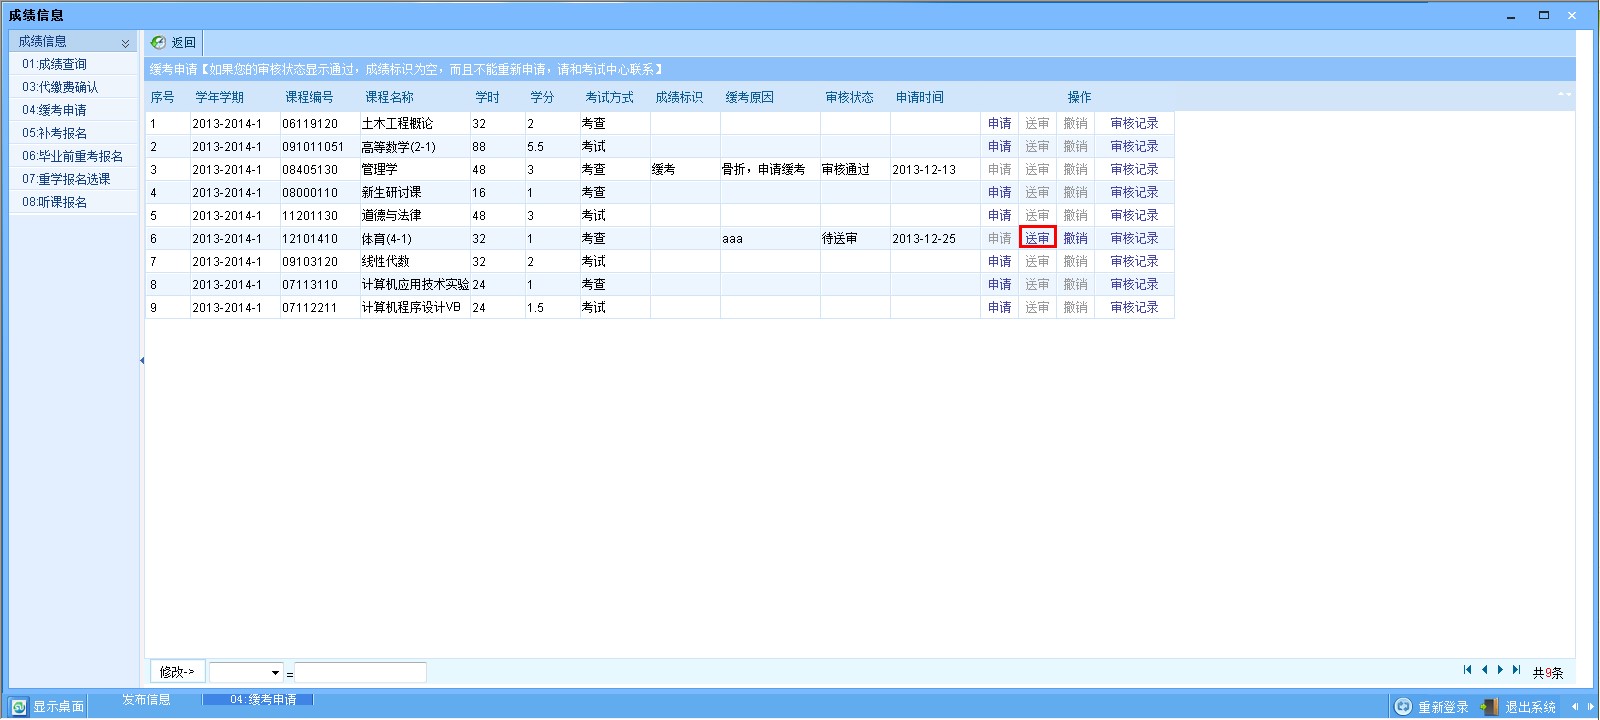 成绩信息
成绩信息
01:成绩查询
03:代缴费确认
04:缓考申请
05:补考报名
06:毕业前重考报名
07:重学报名选课
08:听课报名
返回
缓考申请【如果您的审核状态显示通过，成绩标识为空，而且不能重新申请，请和考试中心联系】
序号 学年学期 课程编号 课程名称 学时 学分 考试方式 成绩标识 缓考原因 审核状态 申请时间 操作
1 2013-2014-1 06119120 土木工程概论 32 2 考查 申请 送审 撤销 审核记录
2 2013-2014-1 091011051 高等数学(2-1) 88 5.5 考试 申请 送审 撤销 审核记录
3 2013-2014-1 08405130 管理学 48 3 考查 缓考 骨折，申请缓考 审核通过 2013-12-13 申请 送审 撤销 审核记录
4 2013-2014-1 08000110 新生研讨课 16 1 考查 申请 送审 撤销 审核记录
5 2013-2014-1 11201130 道德与法律 48 3 考试 申请 送审 撤销 审核记录
6 2013-2014-1 12101410 体育(4-1) 32 1 考查 aaa 待送审 2013-12-25 申请 送审 撤销 审核记录
7 2013-2014-1 09103120 线性代数 32 2 考试 申请 送审 撤销 审核记录
8 2013-2014-1 07113110 计算机应用技术实验 24 1 考查 申请 送审 撤销 审核记录
9 2013-2014-1 07112211 计算机程序设计VB 24 1.5 考试 申请 送审 撤销 审核记录
修改-> =
共9条
显示桌面 发布信息 04:缓考申请 重新登录 退出系统